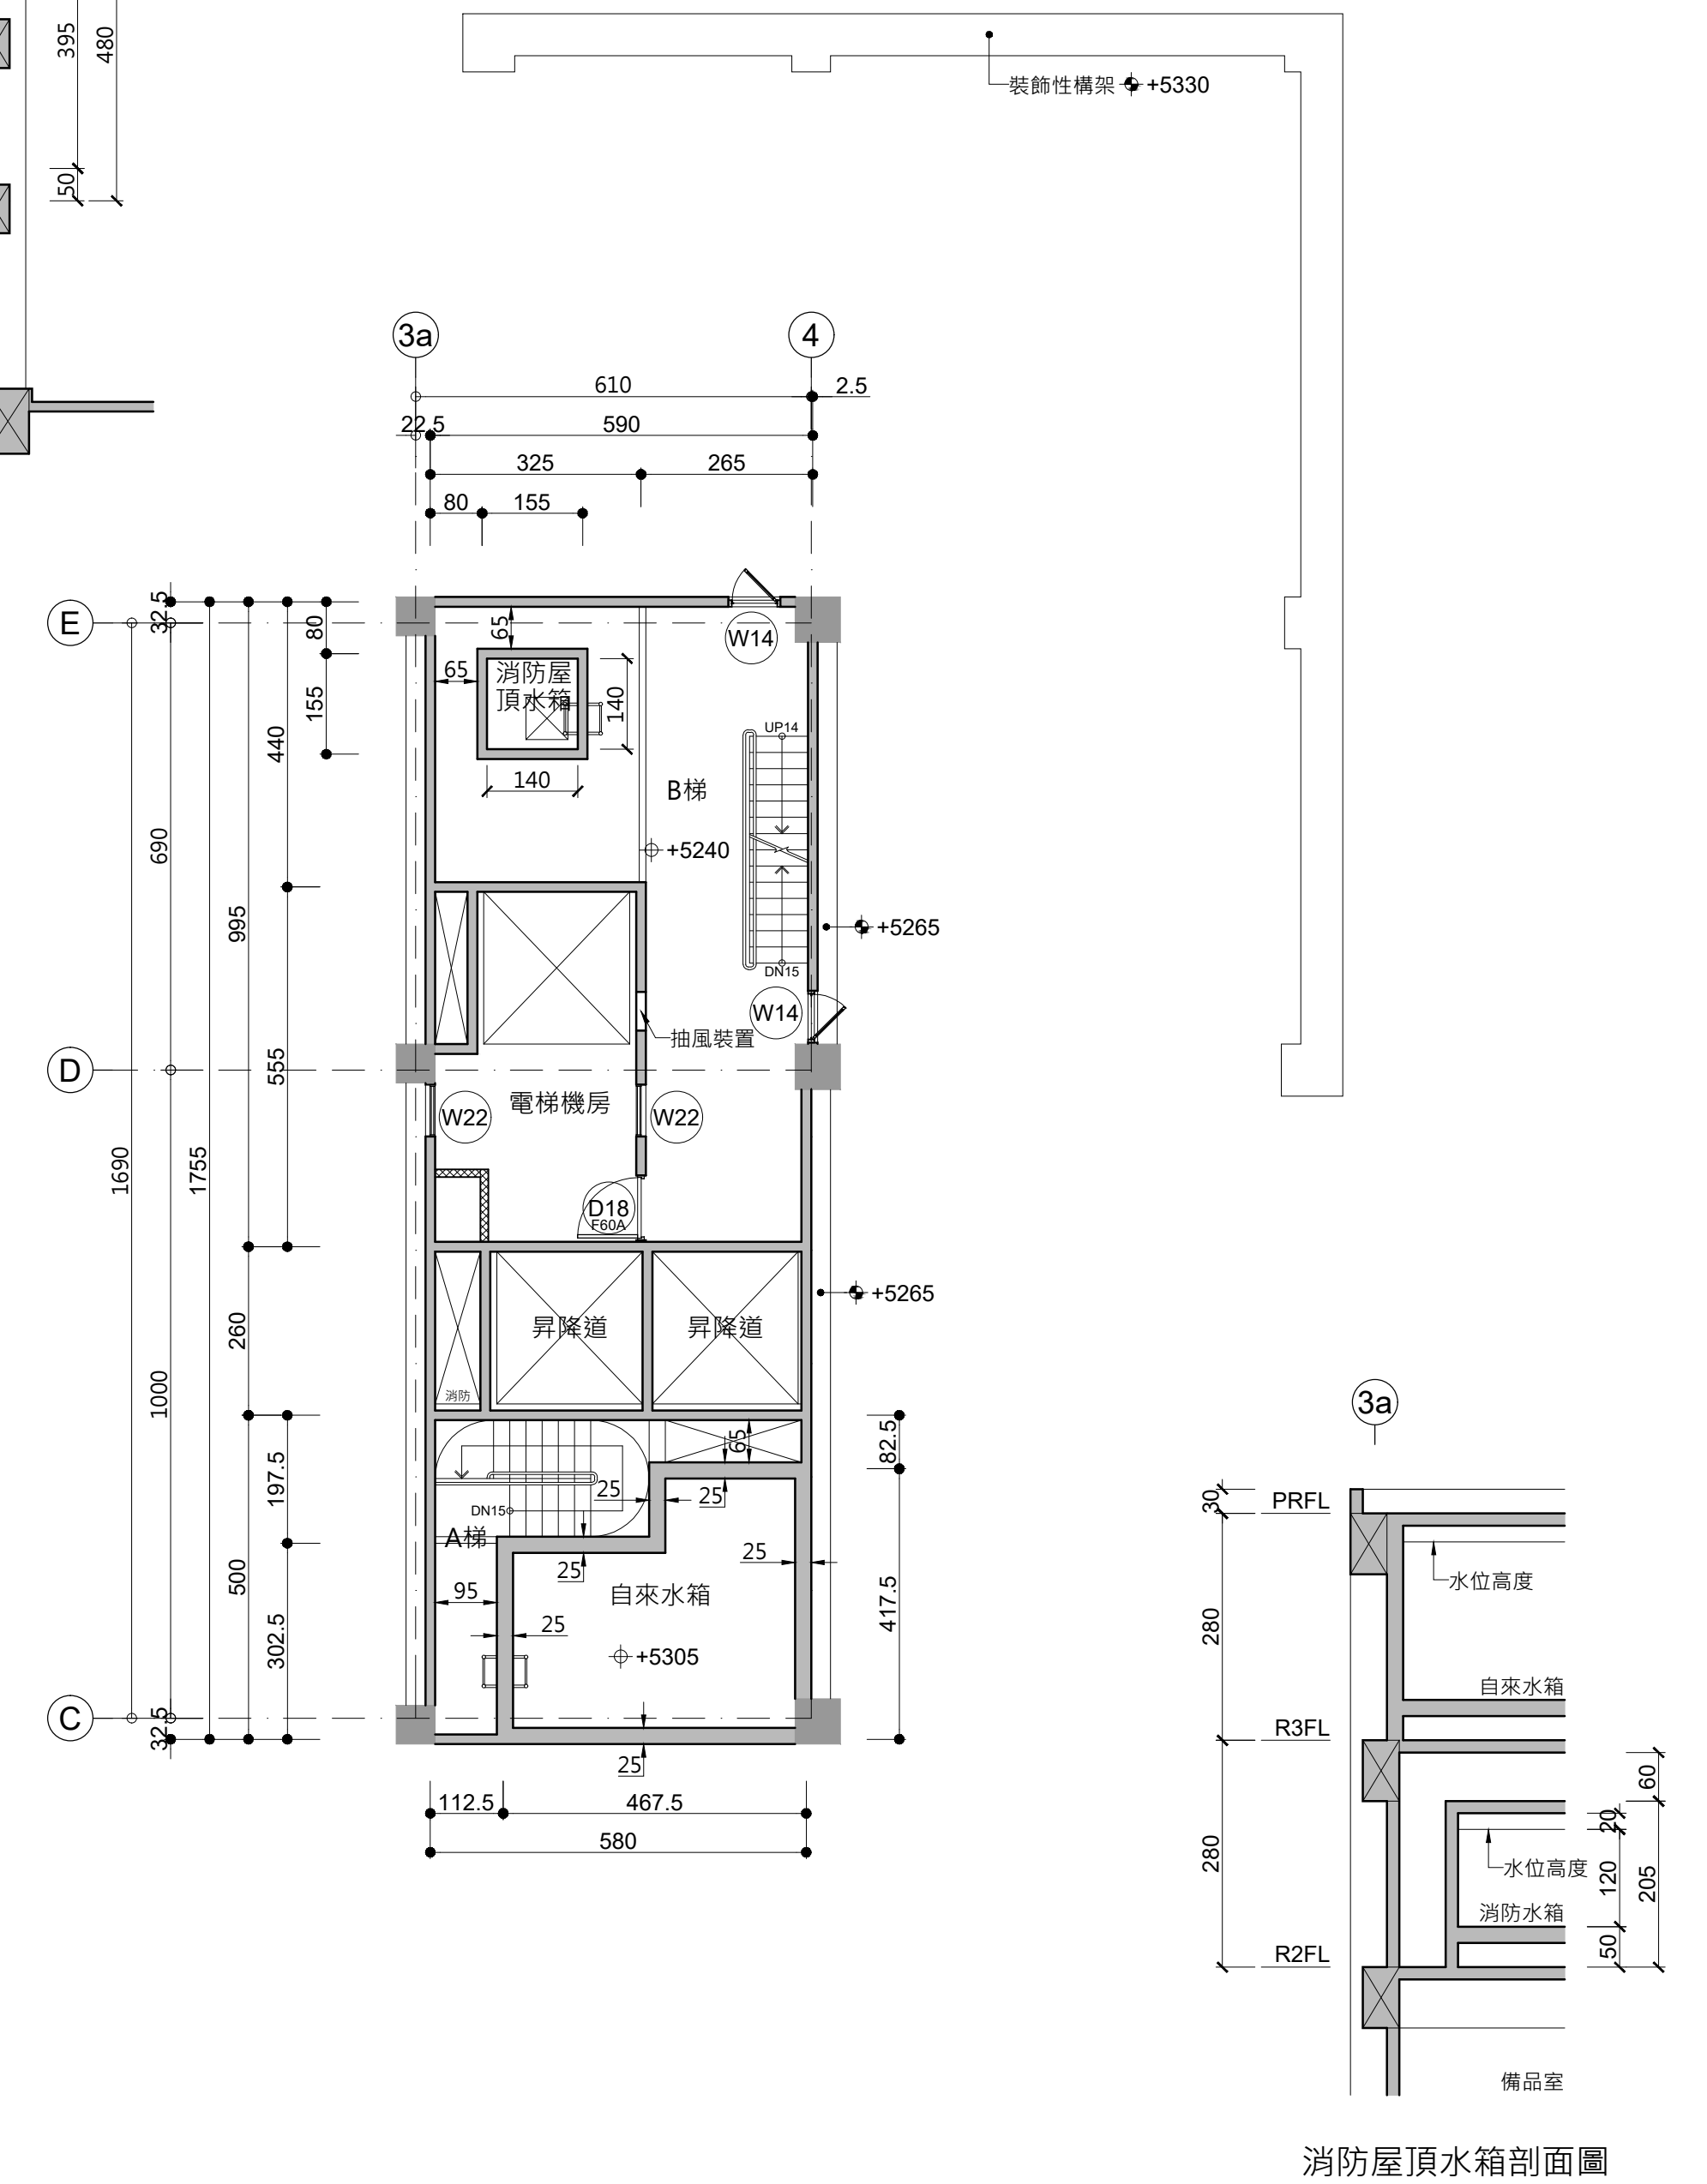 395
480
50
裝飾性構架 +5330
3a
4
610
2.5
22.5
590
325
265
80
155
E
D
C
32.5
690
1000
32.5
1690
1755
995
260
500
440
555
197.5
302.5
80
155
65
65
消防屋
頂水箱
140
140
W14
UP14
B梯
+5240
DN15
W14
+5265
抽風裝置
電梯機房
W22
W22
D18
F60A
+5265
昇降道
昇降道
消防
65
82.5
25
25
DN15
A梯
25
25
95
自來水箱
25
+5305
417.5
25
112.5
467.5
580
3a
30
PRFL
水位高度
280
自來水箱
R3FL
60
20
水位高度
280
120
205
消防水箱
50
R2FL
備品室
消防屋頂水箱剖面圖